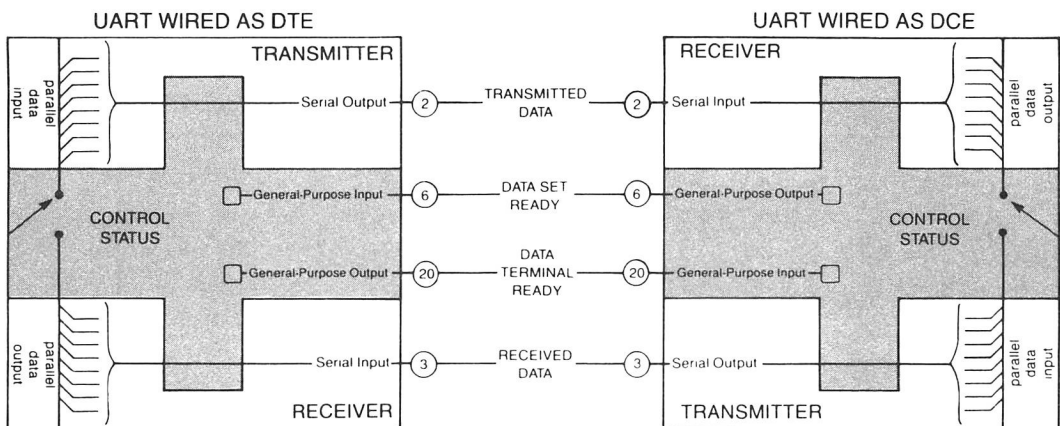 UART WIRED AS DTE
UART WIRED AS DCE
TRANSMITTER
RECEIVER
parallel
data
input
Serial Output
2
TRANSMITTED
DATA
2
Serial Input
parallel
data output
General-Purpose Input
6
DATA SET
READY
6
General-Purpose Output
CONTROL
STATUS
CONTROL
STATUS
General-Purpose Output
20
DATA
TERMINAL
READY
20
General-Purpose Input
parallel
data
output
Serial Input
3
RECEIVED
DATA
3
Serial Output
parallel
data input
RECEIVER
TRANSMITTER